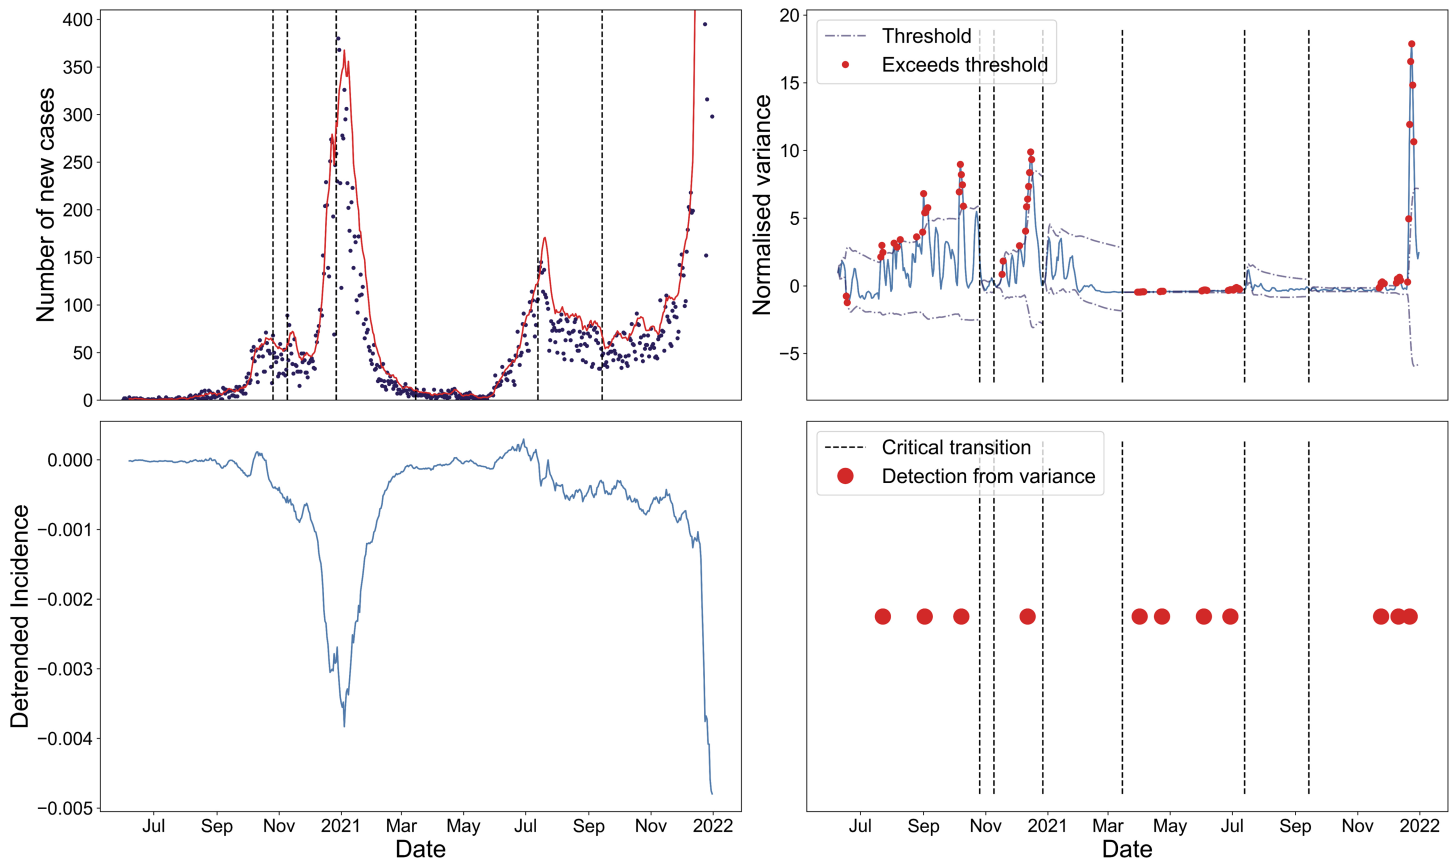 400
350
300
250
200
150
100
50
0
Number of new cases
20
15
10
5
0
−5
Normalised variance
Threshold
Exceeds threshold
0.000
−0.001
−0.002
−0.003
−0.004
−0.005
Detrended Incidence
Jul Sep Nov 2021 Mar May Jul Sep Nov 2022
Date
Critical transition
Detection from variance
Jul Sep Nov 2021 Mar May Jul Sep Nov 2022
Date